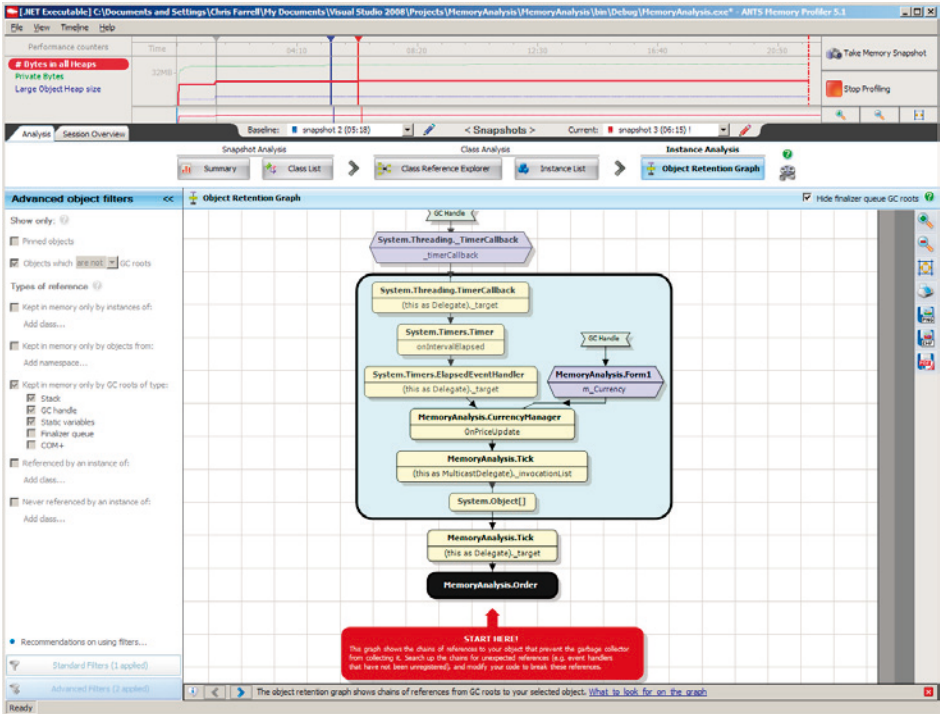 [.NET Executable] C:\Documents and Settings\Chris Farrell\My Documents\Visual Studio 2008\Projects\MemoryAnalysis\MemoryAnalysis\bin\Debug\MemoryAnalysis.exe* - ANTS Memory Profiler 5.1
File View Timeline Help
Performance counters
Time
04:10
08:20
12:30
16:40
20:50
# Bytes in all Heaps
Private Bytes
Large Object Heap size
32MB
Take Memory Snapshot
Stop Profiling
Analysis
Session Overview
Baseline: snapshot 2 (05:18)
< Snapshots >
Current: snapshot 3 (06:15) !
Snapshot Analysis
Class Analysis
Instance Analysis
Summary
Class List
Class Reference Explorer
Instance List
Object Retention Graph
Advanced object filters <<
Object Retention Graph
Hide finalizer queue GC roots
Show only:
Pinned objects
Objects which are not GC roots
Types of reference
Kept in memory only by instances of:
Add class...
Kept in memory only by objects from:
Add namespace...
Kept in memory only by GC roots of type:
Stack
GC handle
Static variables
Finalizer queue
COM+
Referenced by an instance of:
Add class...
Never referenced by an instance of:
Add class...
Recommendations on using filters...
Standard Filters (1 applied)
Advanced Filters (2 applied)
GC Handle
System.Threading._TimerCallback
_timerCallback
System.Threading.TimerCallback
(this as Delegate)._target
System.Timers.Timer
onIntervalElapsed
GC Handle
System.Timers.ElapsedEventHandler
(this as Delegate)._target
MemoryAnalysis.Form1
m_Currency
MemoryAnalysis.CurrencyManager
OnPriceUpdate
MemoryAnalysis.Tick
(this as MulticastDelegate)._invocationList
System.Object[]
MemoryAnalysis.Tick
(this as Delegate)._target
MemoryAnalysis.Order
START HERE!
This graph shows the chains of references to your object that prevent the garbage collector
from collecting it. Search up the chains for unexpected references (e.g. event handlers
that have not been unregistered), and modify your code to break these references.
The object retention graph shows chains of references from GC roots to your selected object. What to look for on the graph
Ready